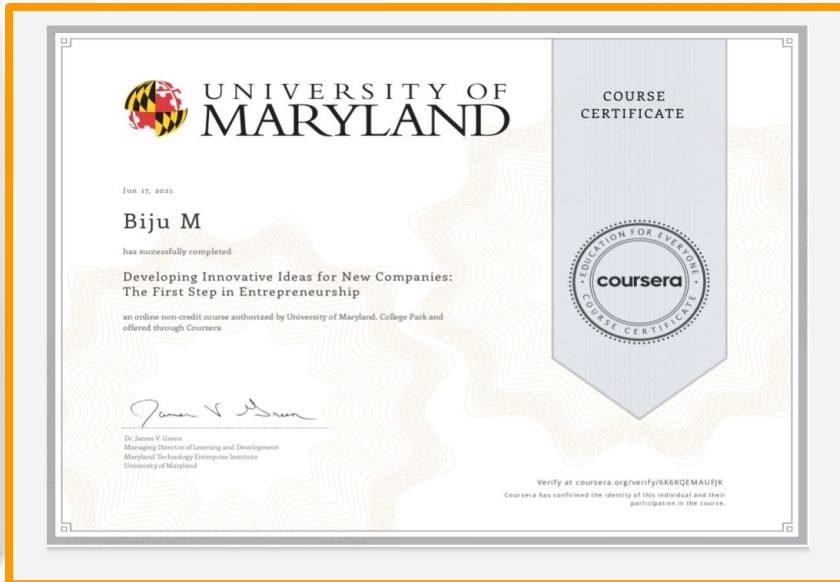 UNIVERSITY OF
MARYLAND
COURSE
CERTIFICATE
Jun 17, 2021
Biju M
has successfully completed
Developing Innovative Ideas for New Companies:
The First Step in Entrepreneurship
an online non-credit course authorized by University of Maryland, College Park and
offered through Coursera
EDUCATION FOR EVERYONE
coursera
COURSE CERTIFICATE
James V Green
Dr. James V. Green
Managing Director of Learning and Development
Maryland Technology Enterprise Institute
University of Maryland
Verify at coursera.org/verify/6K6KQEMAUFJK
Coursera has confirmed the identity of this individual and their
participation in the course.